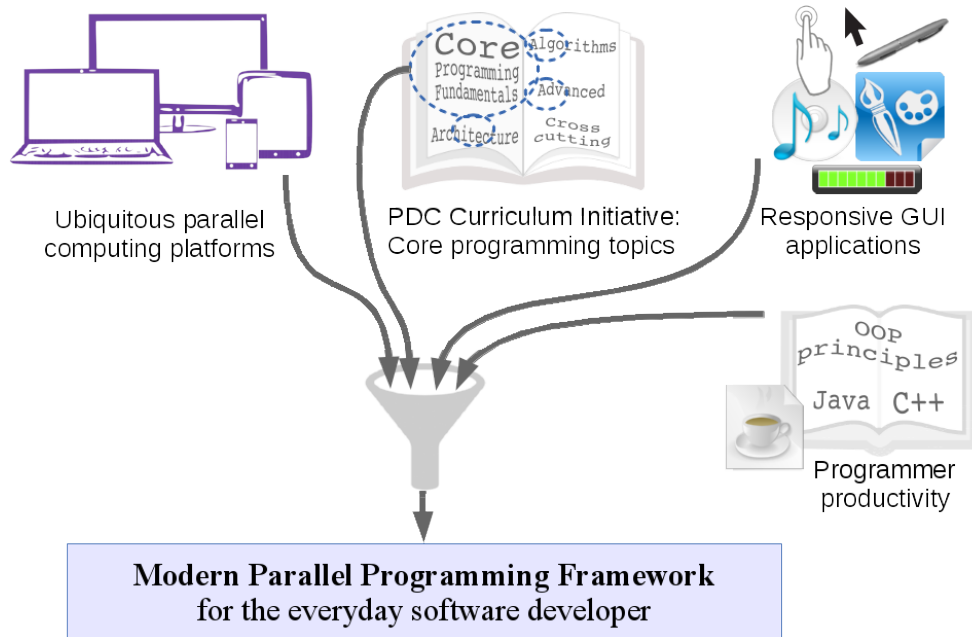 Core
Programming
Fundamentals
Architecture
Algorithms
Advanced
Cross
cutting
Ubiquitous parallel
computing platforms
PDC Curriculum Initiative:
Core programming topics
Responsive GUI
applications
OOP
principles
Java C++
Programmer
productivity
Modern Parallel Programming Framework
for the everyday software developer